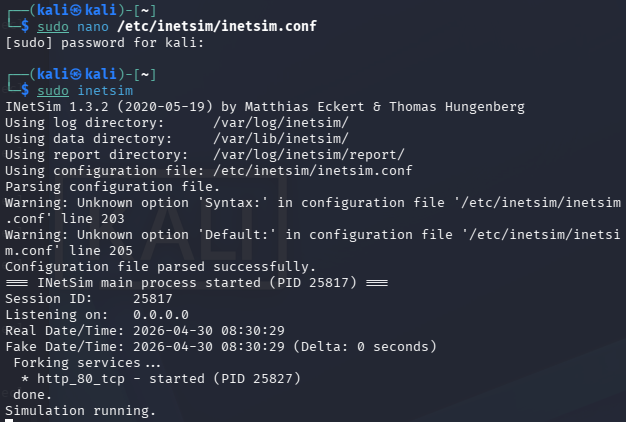 ┌──(kali㉿kali)-[~]
└─$ sudo nano /etc/inetsim/inetsim.conf
[sudo] password for kali:
┌──(kali㉿kali)-[~]
└─$ sudo inetsim
INetSim 1.3.2 (2020-05-19) by Matthias Eckert & Thomas Hungenberg
Using log directory:      /var/log/inetsim/
Using data directory:     /var/lib/inetsim/
Using report directory:   /var/log/inetsim/report/
Using configuration file: /etc/inetsim/inetsim.conf
Parsing configuration file.
Warning: Unknown option 'Syntax:' in configuration file '/etc/inetsim/inetsim
.conf' line 203
Warning: Unknown option 'Default:' in configuration file '/etc/inetsim/inetsi
m.conf' line 205
Configuration file parsed successfully.
=== INetSim main process started (PID 25817) ===
Session ID:     25817
Listening on:   0.0.0.0
Real Date/Time: 2026-04-30 08:30:29
Fake Date/Time: 2026-04-30 08:30:29 (Delta: 0 seconds)
 Forking services...
  * http_80_tcp - started (PID 25827)
 done.
Simulation running.